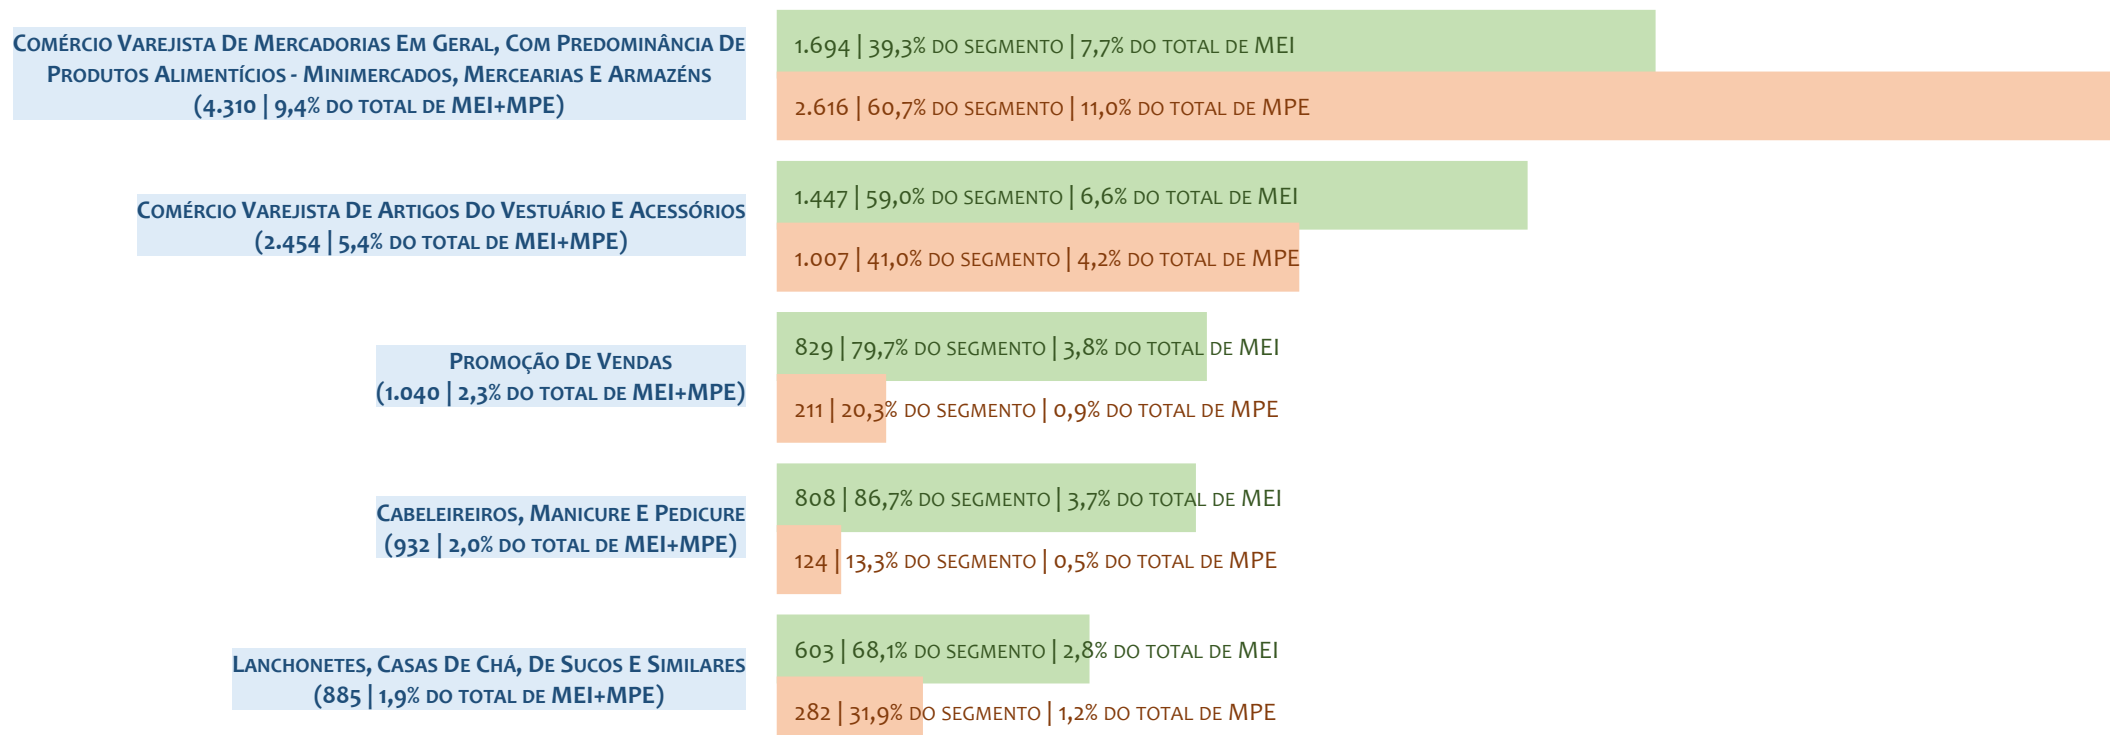 Comércio Varejista De Mercadorias Em Geral, Com Predominância De
Produtos Alimentícios - Minimercados, Mercearias E Armazéns
(4.310 | 9,4% do total de MEI+MPE)
1.694 | 39,3% do segmento | 7,7% do total de MEI
2.616 | 60,7% do segmento | 11,0% do total de MPE
Comércio Varejista De Artigos Do Vestuário E Acessórios
(2.454 | 5,4% do total de MEI+MPE)
1.447 | 59,0% do segmento | 6,6% do total de MEI
1.007 | 41,0% do segmento | 4,2% do total de MPE
Promoção De Vendas
(1.040 | 2,3% do total de MEI+MPE)
829 | 79,7% do segmento | 3,8% do total de MEI
211 | 20,3% do segmento | 0,9% do total de MPE
Cabeleireiros, Manicure E Pedicure
(932 | 2,0% do total de MEI+MPE)
808 | 86,7% do segmento | 3,7% do total de MEI
124 | 13,3% do segmento | 0,5% do total de MPE
Lanchonetes, Casas De Chá, De Sucos E Similares
(885 | 1,9% do total de MEI+MPE)
603 | 68,1% do segmento | 2,8% do total de MEI
282 | 31,9% do segmento | 1,2% do total de MPE